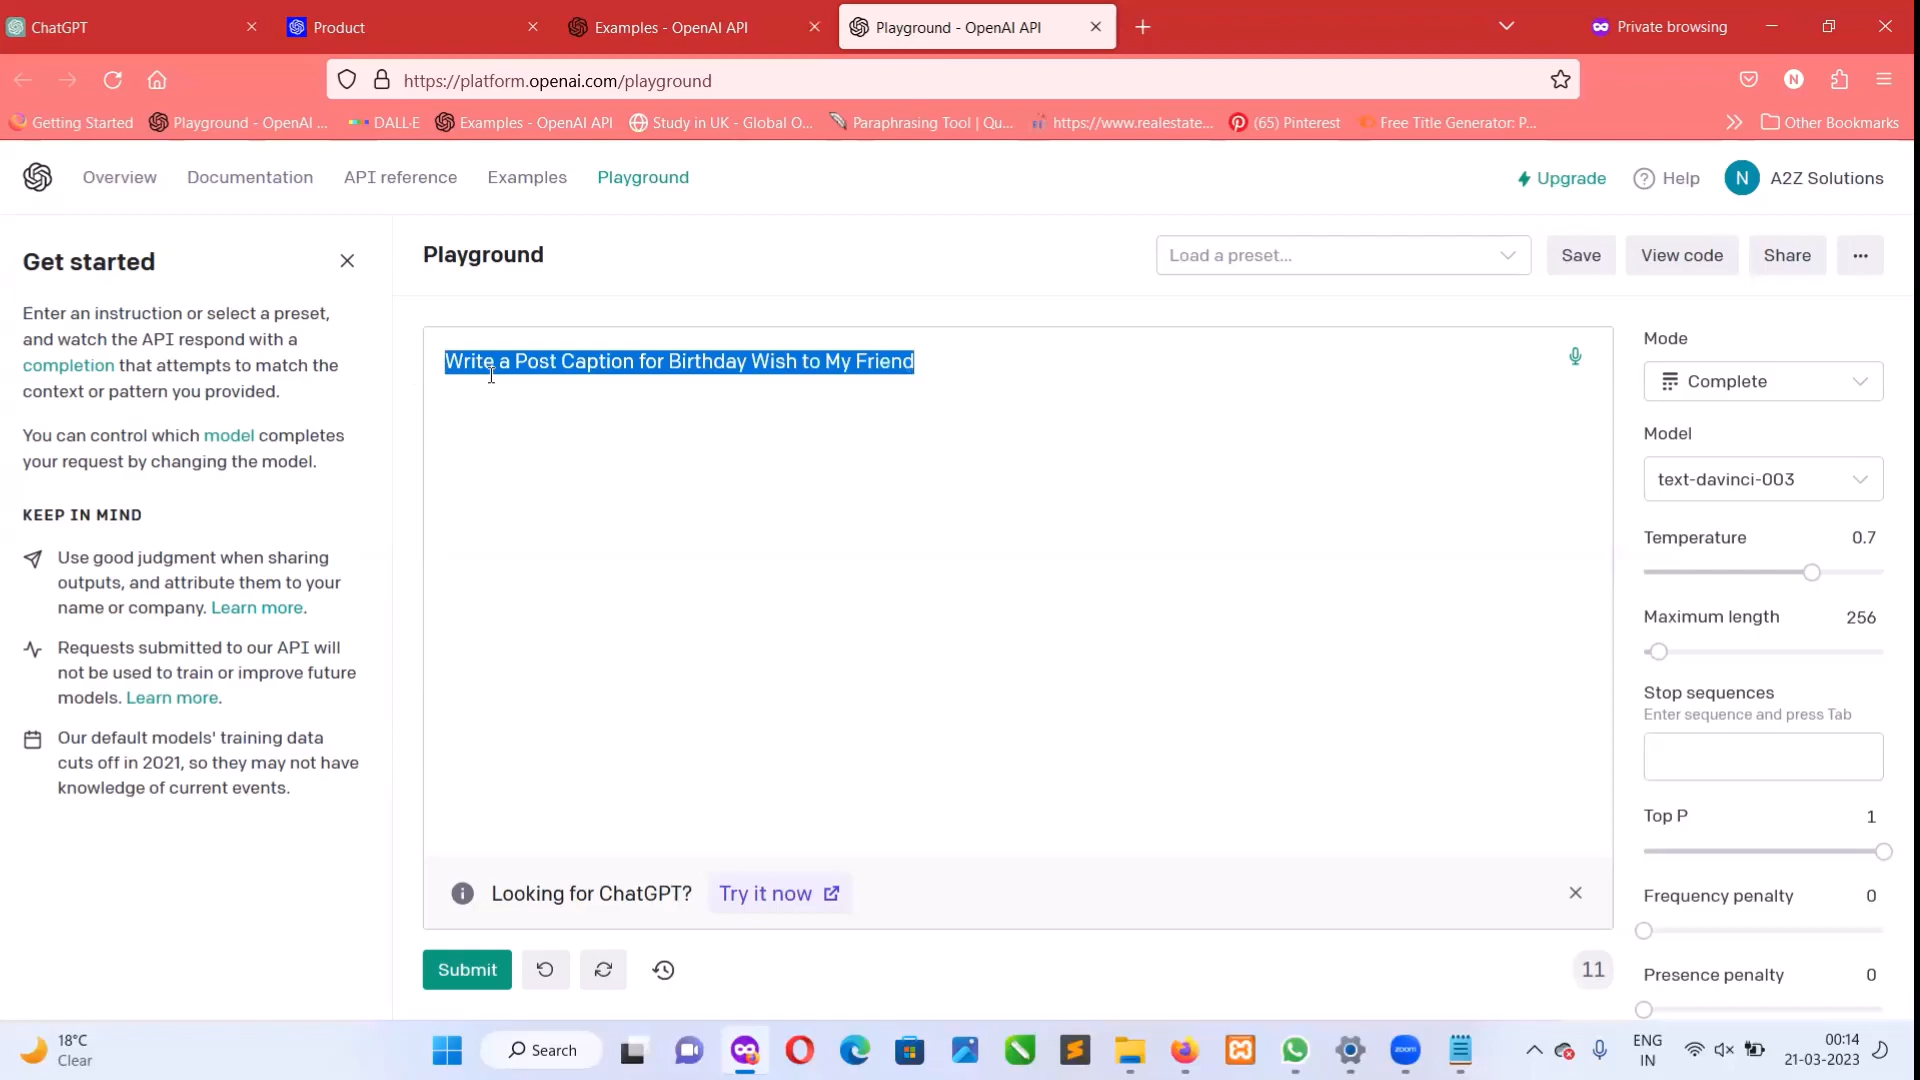 ChatGPT
Product
Examples - OpenAI API
Playground - OpenAI API
Private browsing
https://platform.openai.com/playground
N
Getting Started
Playground - OpenAI ...
DALL·E
Examples - OpenAI API
Study in UK - Global O...
Paraphrasing Tool | Qu...
https://www.realestate...
(65) Pinterest
Free Title Generator: P...
Other Bookmarks
Overview
Documentation
API reference
Examples
Playground
Upgrade
Help
N
A2Z Solutions
Get started
Enter an instruction or select a preset,
and watch the API respond with a
completion that attempts to match the
context or pattern you provided.
You can control which model completes
your request by changing the model.
KEEP IN MIND
Use good judgment when sharing
outputs, and attribute them to your
name or company. Learn more.
Requests submitted to our API will
not be used to train or improve future
models. Learn more.
Our default models' training data
cuts off in 2021, so they may not have
knowledge of current events.
Playground
Load a preset...
Save
View code
Share
Write a Post Caption for Birthday Wish to My Friend
Looking for ChatGPT?
Try it now
Submit
11
Mode
Complete
Model
text-davinci-003
Temperature 0.7
Maximum length 256
Stop sequences
Enter sequence and press Tab
Top P 1
Frequency penalty 0
Presence penalty 0
18°C
Clear
Search
zoom
ENG
IN
00:14
21-03-2023